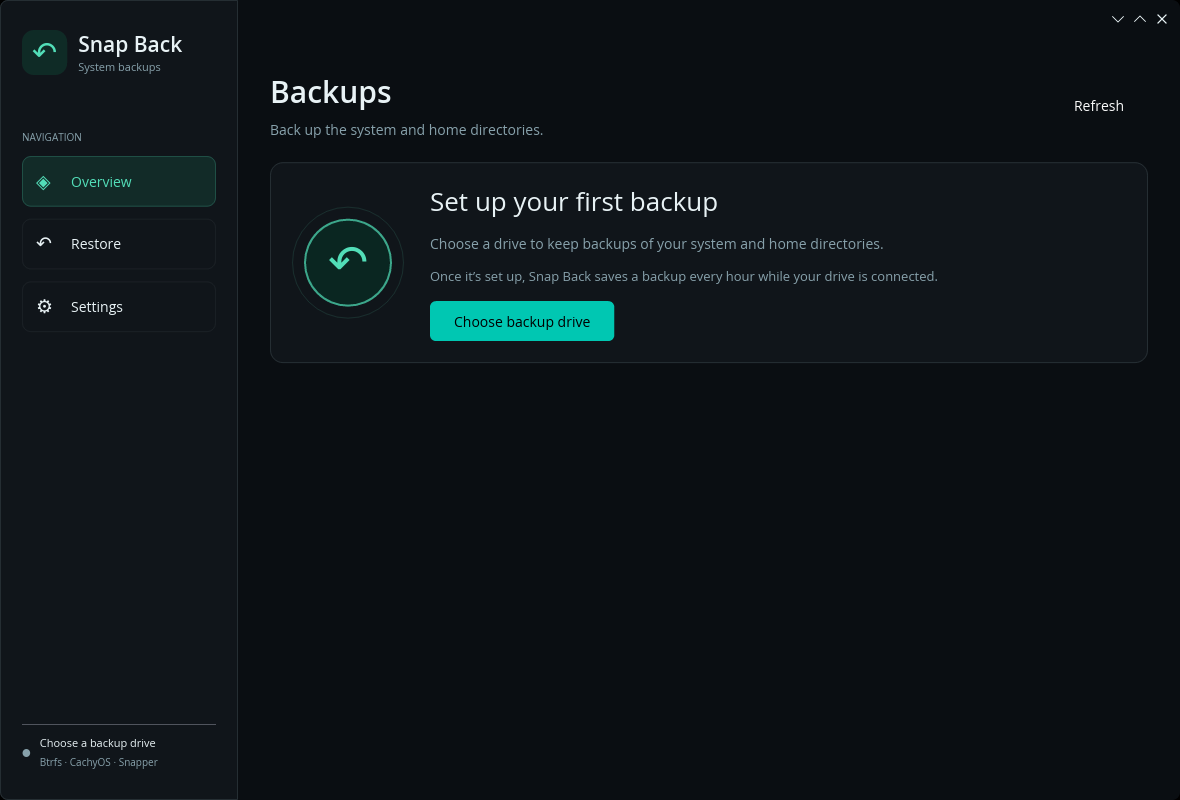 Snap Back
System backups
NAVIGATION
Overview
Restore
Settings
Choose a backup drive
Btrfs · CachyOS · Snapper
Backups
Back up the system and home directories.
Refresh
Set up your first backup
Choose a drive to keep backups of your system and home directories.
Once it’s set up, Snap Back saves a backup every hour while your drive is connected.
Choose backup drive